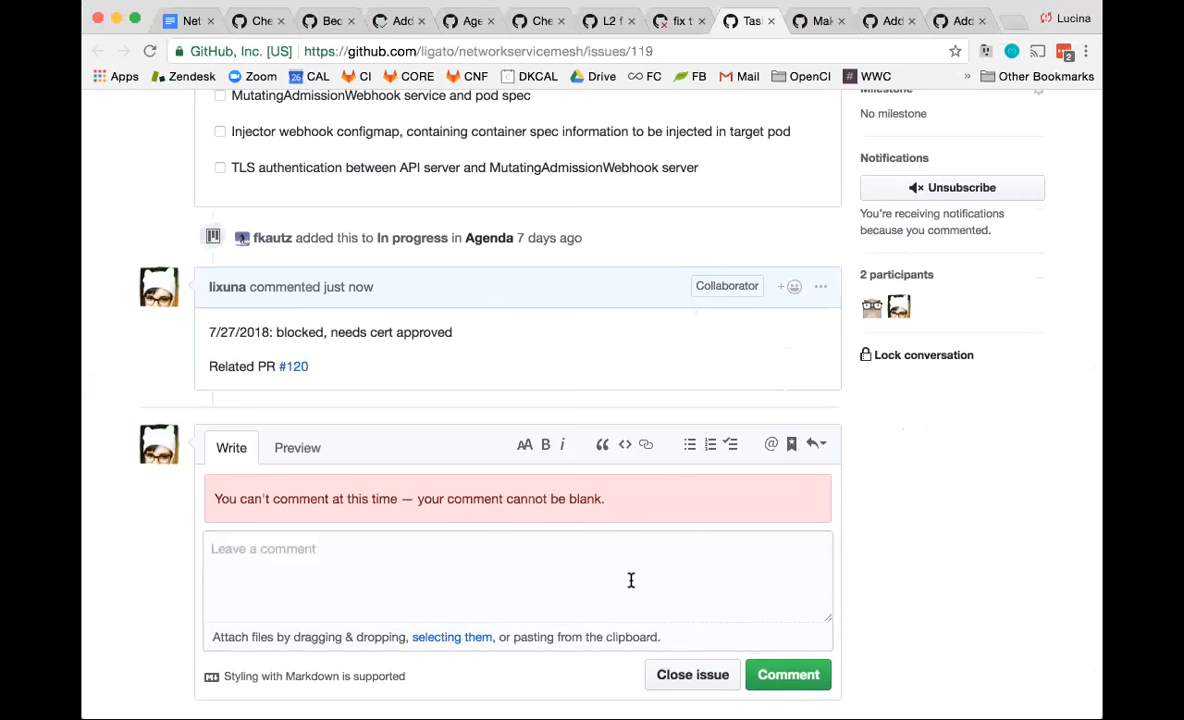 Net
Che
Bec
Add
Age
Che
L2 f
fix t
Tas
Mak
Add
Add
Lucina
GitHub, Inc. [US]
https://github.com/ligato/networkservicemesh/issues/119
2
Apps
Zendesk
Zoom
26
CAL
CI
CORE
CNF
DKCAL
Drive
FC
FB
Mail
OpenCI
#
WWC
»
Other Bookmarks
MutatingAdmissionWebhook service and pod spec
Injector webhook configmap, containing container spec information to be injected in target pod
TLS authentication between API server and MutatingAdmissionWebhook server
fkautz added this to In progress in Agenda 7 days ago
lixuna commented just now
Collaborator
7/27/2018: blocked, needs cert approved
Related PR #120
Write
Preview
AA B i
You can't comment at this time — your comment cannot be blank.
Leave a comment
Attach files by dragging & dropping, selecting them, or pasting from the clipboard.
Styling with Markdown is supported
Close issue
Comment
Milestone
No milestone
Notifications
Unsubscribe
You're receiving notifications
because you commented.
2 participants
Lock conversation